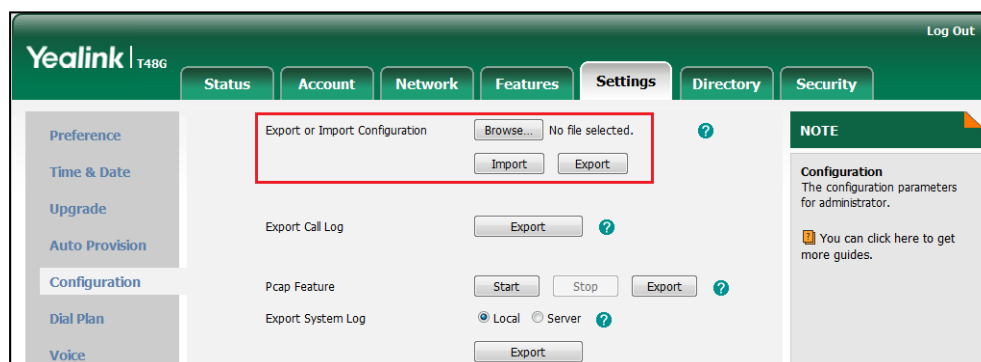 Log Out
Yealink T48G
Status Account Network Features Settings Directory Security
Preference
Time & Date
Upgrade
Auto Provision
Configuration
Dial Plan
Voice
Export or Import Configuration Browse... No file selected. ?
Import Export
Export Call Log Export ?
Pcap Feature Start Stop Export ?
Export System Log Local Server ?
Export
NOTE
Configuration
The configuration parameters
for administrator.
? You can click here to get
more guides.